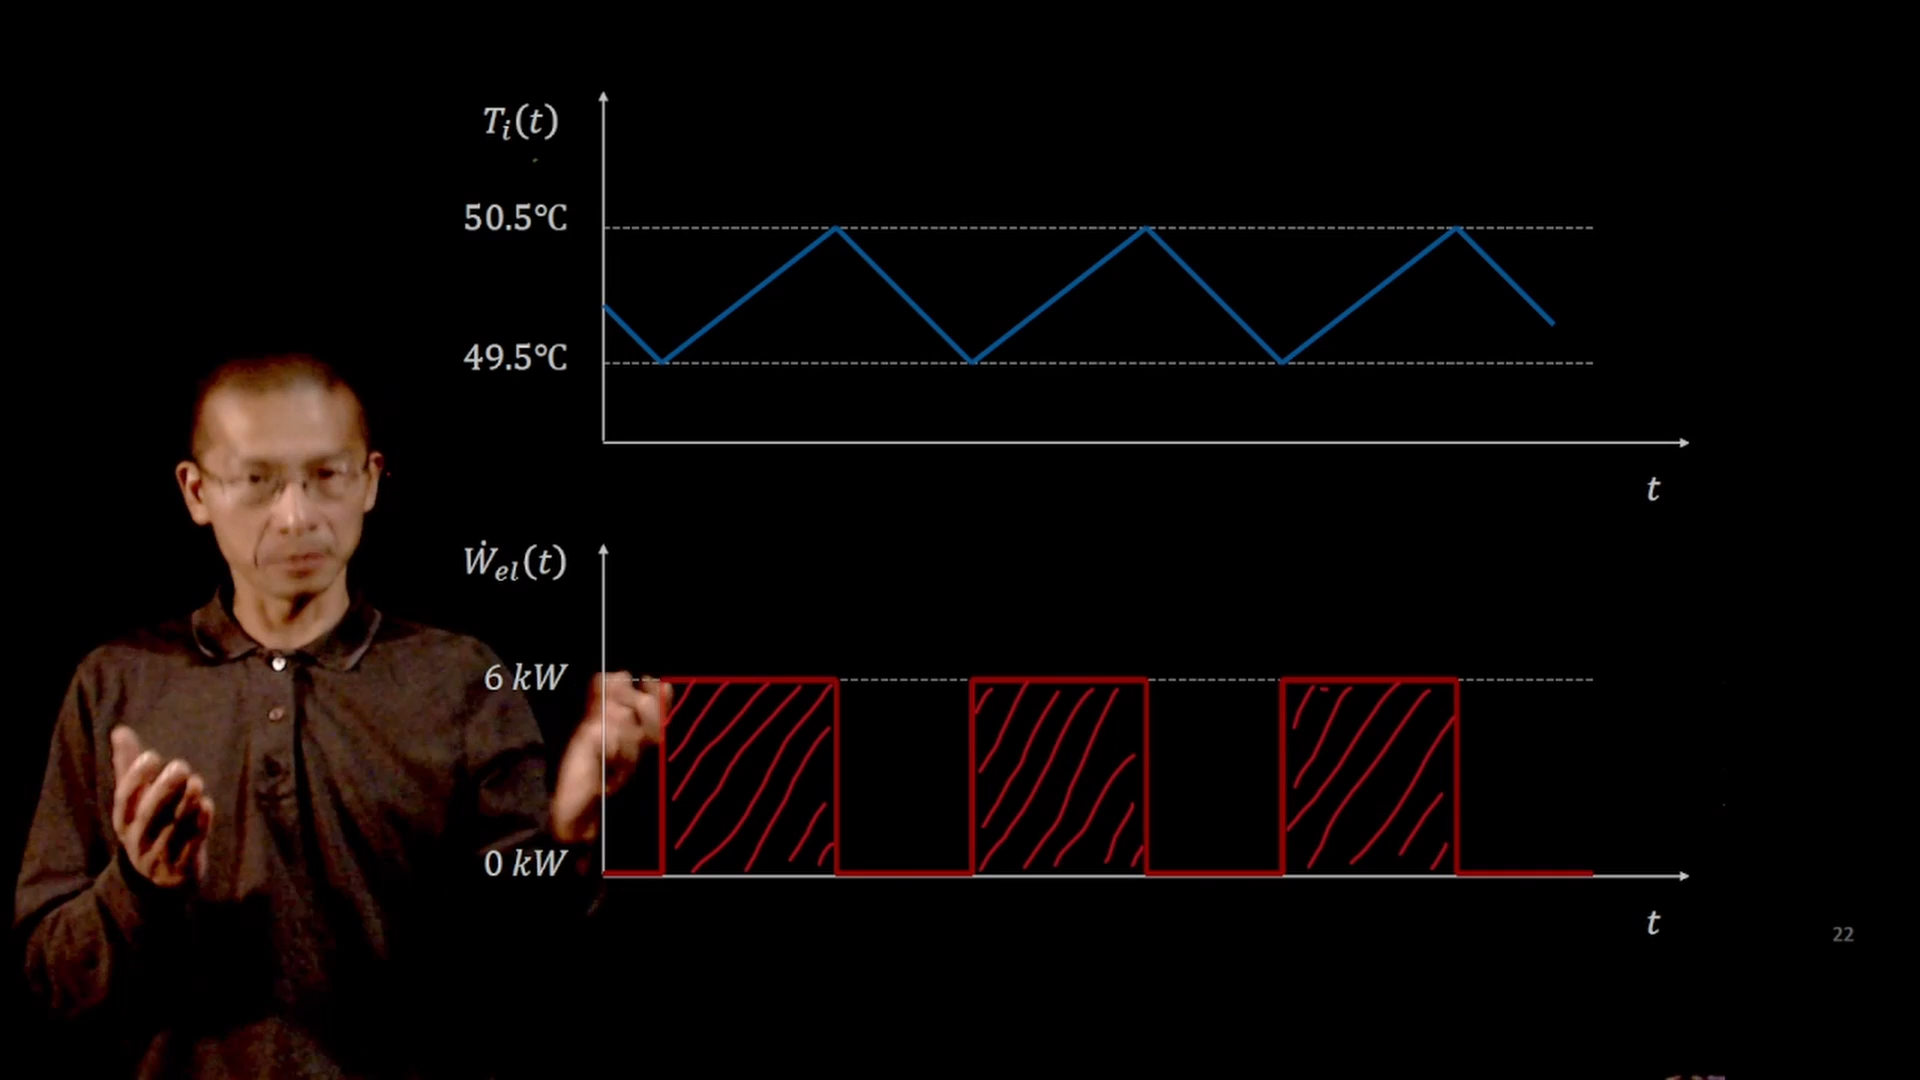 Tᵢ(t)
50.5℃
49.5℃
t
Ẇₑₗ(t)
6 kW
0 kW
t
22